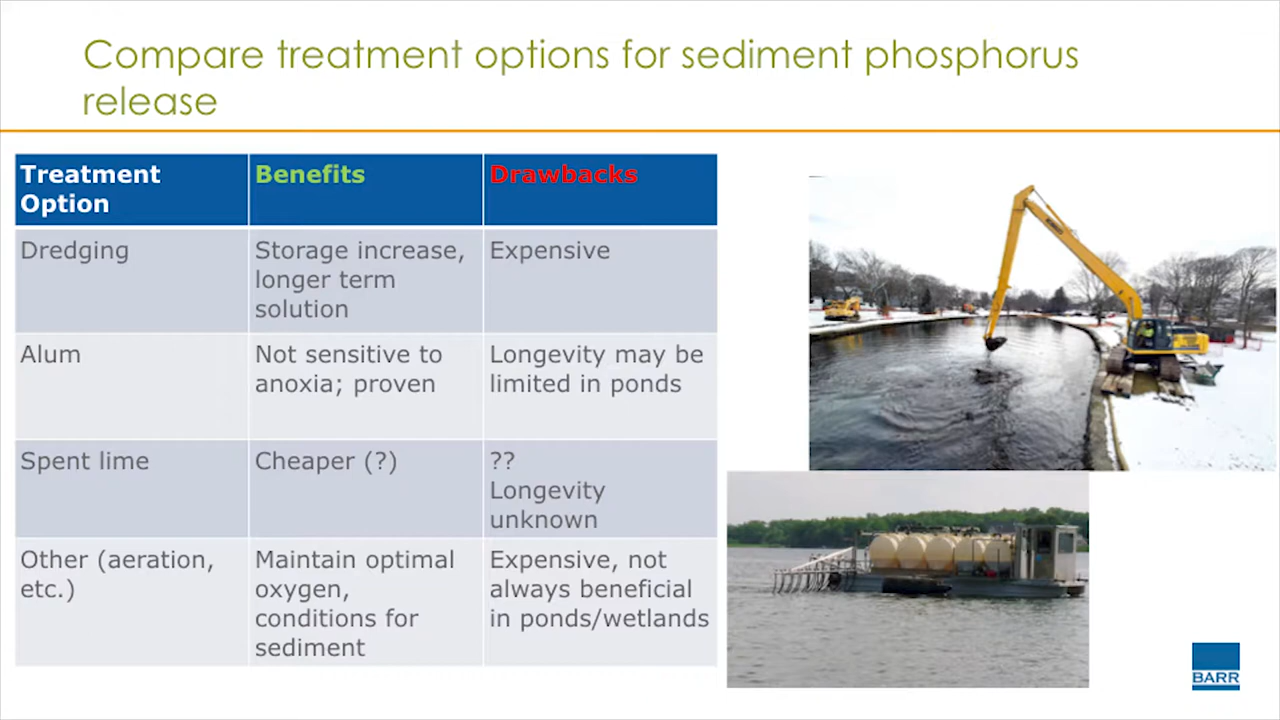 Compare treatment options for sediment phosphorus
release
Treatment
Option
Benefits
Drawbacks
Dredging
Storage increase,
longer term
solution
Expensive
Alum
Not sensitive to
anoxia; proven
Longevity may be
limited in ponds
Spent lime
Cheaper (?)
??
Longevity
unknown
Other (aeration,
etc.)
Maintain optimal
oxygen,
conditions for
sediment
Expensive, not
always beneficial
in ponds/wetlands
BARR